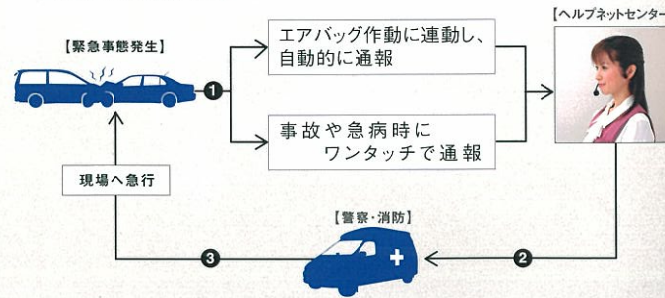 【ヘルプネットセンター
【緊急事態発生】
エアバッグ作動に連動し、
自動的に通報
❶
事故や急病時に
ワンタッチで通報
現場へ急行
【警察・消防】
❸
❷